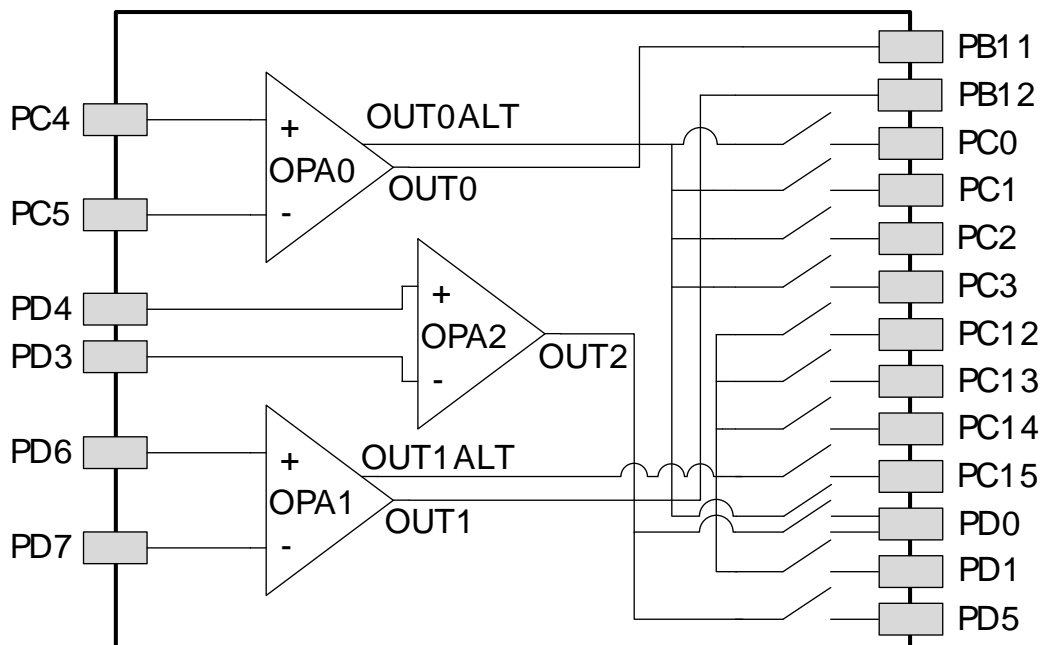 PB11
PB12
PC4
+
OUT0ALT
PC0
OPA0
OUT0
PC1
PC5
-
PC2
PD4
+
PC3
PD3
OPA2
OUT2
PC12
-
PC13
PC14
PD6
+
OUT1ALT
PC15
OPA1
OUT1
PD0
PD7
-
PD1
PD5